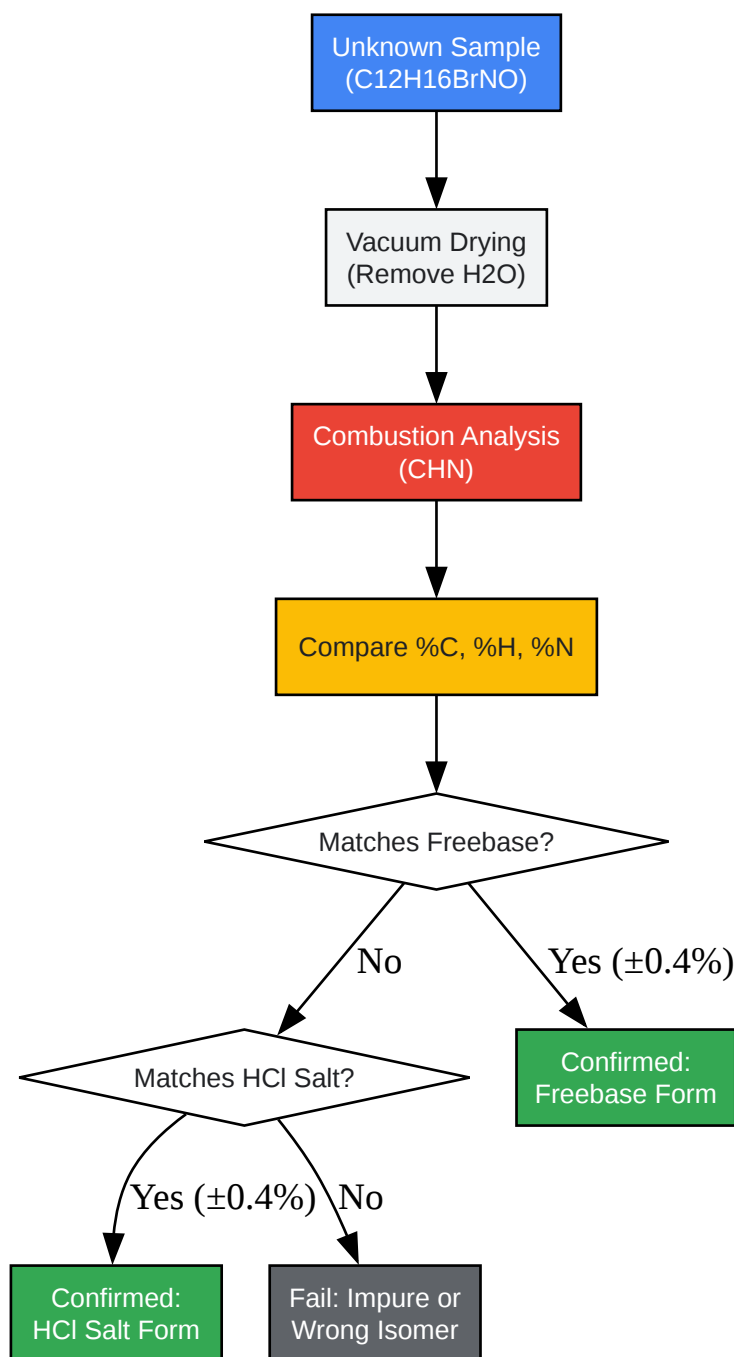 Unknown Sample
(C12H16BrNO)
Vacuum Drying
(Remove H2O)
Combustion Analysis
(CHN)
Compare %C, %H, %N
Matches Freebase?
No
Yes (±0.4%)
Matches HCl Salt?
Confirmed:
Freebase Form
Yes (±0.4%)
No
Confirmed:
HCl Salt Form
Fail: Impure or
Wrong Isomer